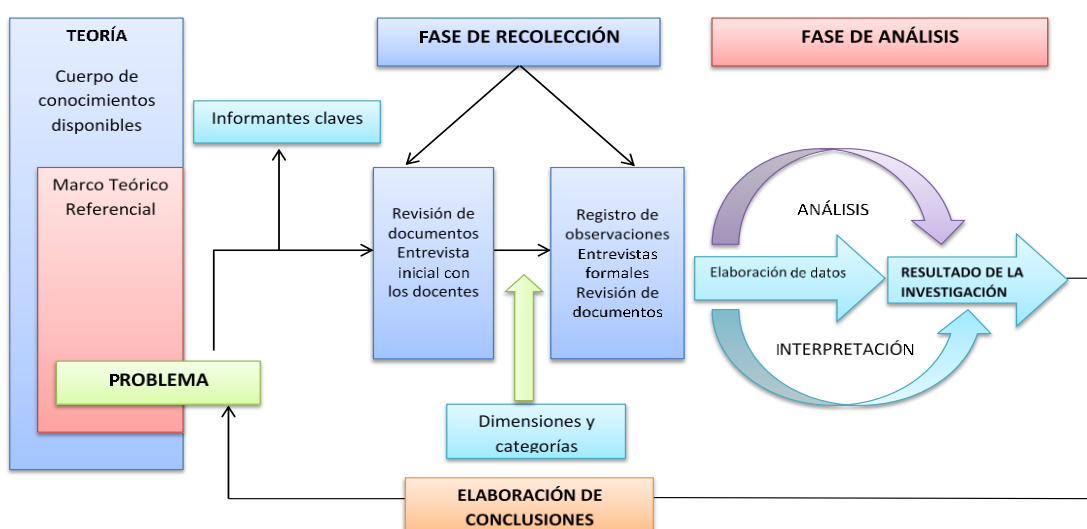 TEORÍA
Cuerpo de
conocimientos
disponibles
Marco Teórico
Referencial
PROBLEMA
Informantes claves
FASE DE RECOLECCIÓN
Revisión de
documentos
Entrevista
inicial con
los docentes
Registro de
observaciones
Entrevistas
formales
Revisión de
documentos
Dimensiones y
categorías
FASE DE ANÁLISIS
ANÁLISIS
Elaboración de datos
RESULTADO DE LA
INVESTIGACIÓN
INTERPRETACIÓN
ELABORACIÓN DE
CONCLUSIONES